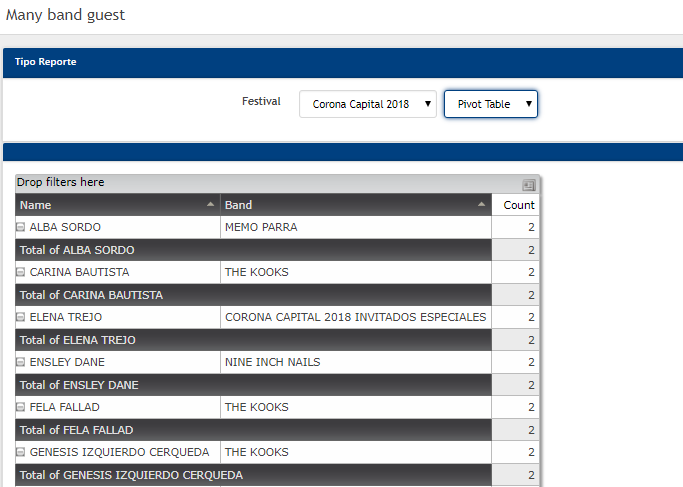 Many band guest
Tipo Reporte
Festival Corona Capital 2018 Pivot Table
Drop filters here
Name Band Count
ALBA SORDO MEMO PARRA 2
Total of ALBA SORDO 2
CARINA BAUTISTA THE KOOKS 2
Total of CARINA BAUTISTA 2
ELENA TREJO CORONA CAPITAL 2018 INVITADOS ESPECIALES 2
Total of ELENA TREJO 2
ENSLEY DANE NINE INCH NAILS 2
Total of ENSLEY DANE 2
FELA FALLAD THE KOOKS 2
Total of FELA FALLAD 2
GENESIS IZQUIERDO CERQUEDA THE KOOKS 2
Total of GENESIS IZQUIERDO CERQUEDA 2